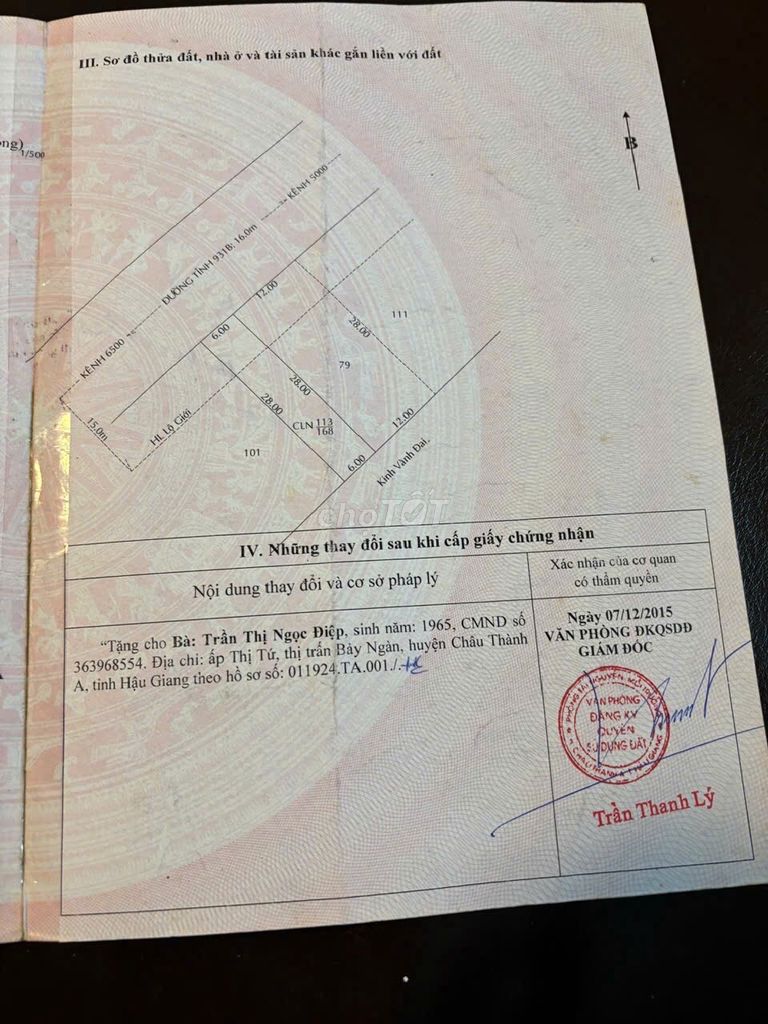 III. Sơ đồ thửa đất, nhà ở và tài sản khác gắn liền với đất
ng)
1/500
B
KÊNH 5000
ĐƯỜNG TỈNH 931B: 16.0m
KÊNH 6500
12.00
6.00
111
28.00
79
28.00
28.00
15.0m
HL Lộ Giới
CLN 113
168
12.00
101
6.00
Kinh Vành Đai
choTỐT
IV. Những thay đổi sau khi cấp giấy chứng nhận
Nội dung thay đổi và cơ sở pháp lý
Xác nhận của cơ quan
có thẩm quyền
"Tặng cho Bà: Trần Thị Ngọc Điệp, sinh năm: 1965, CMND số
363968554. Địa chỉ: ấp Thị Tứ, thị trấn Bảy Ngàn, huyện Châu Thành
A, tỉnh Hậu Giang theo hồ sơ số: 011924.TA.001./.
Ngày 07/12/2015
VĂN PHÒNG ĐKQSDĐ
GIÁM ĐỐC
VĂN PHÒNG
ĐĂNG KÝ
QUYỀN
SỬ DỤNG ĐẤT
Trần Thanh Lý